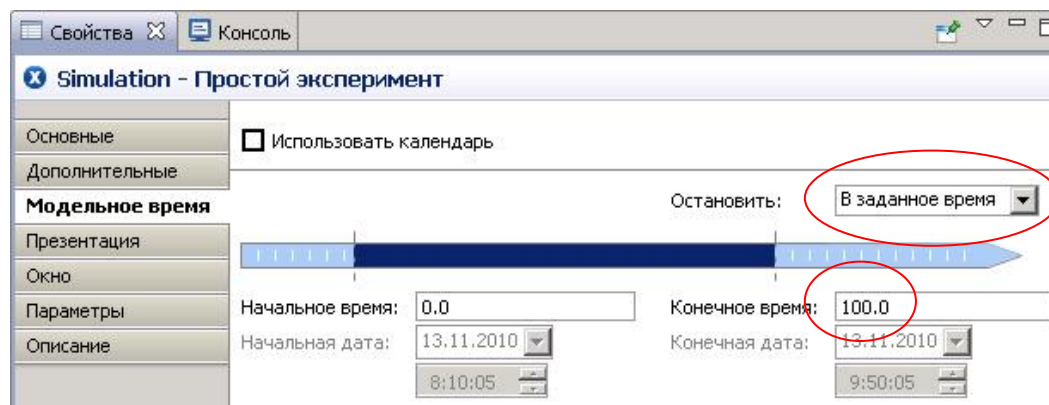 Свойства Консоль
Simulation - Простой эксперимент
Основные
Использовать календарь
Дополнительные
Модельное время
Остановить: В заданное время
Презентация
Окно
Параметры
Начальное время: 0.0 Конечное время: 100.0
Описание
Начальная дата: 13.11.2010 Конечная дата: 13.11.2010
8:10:05 9:50:05